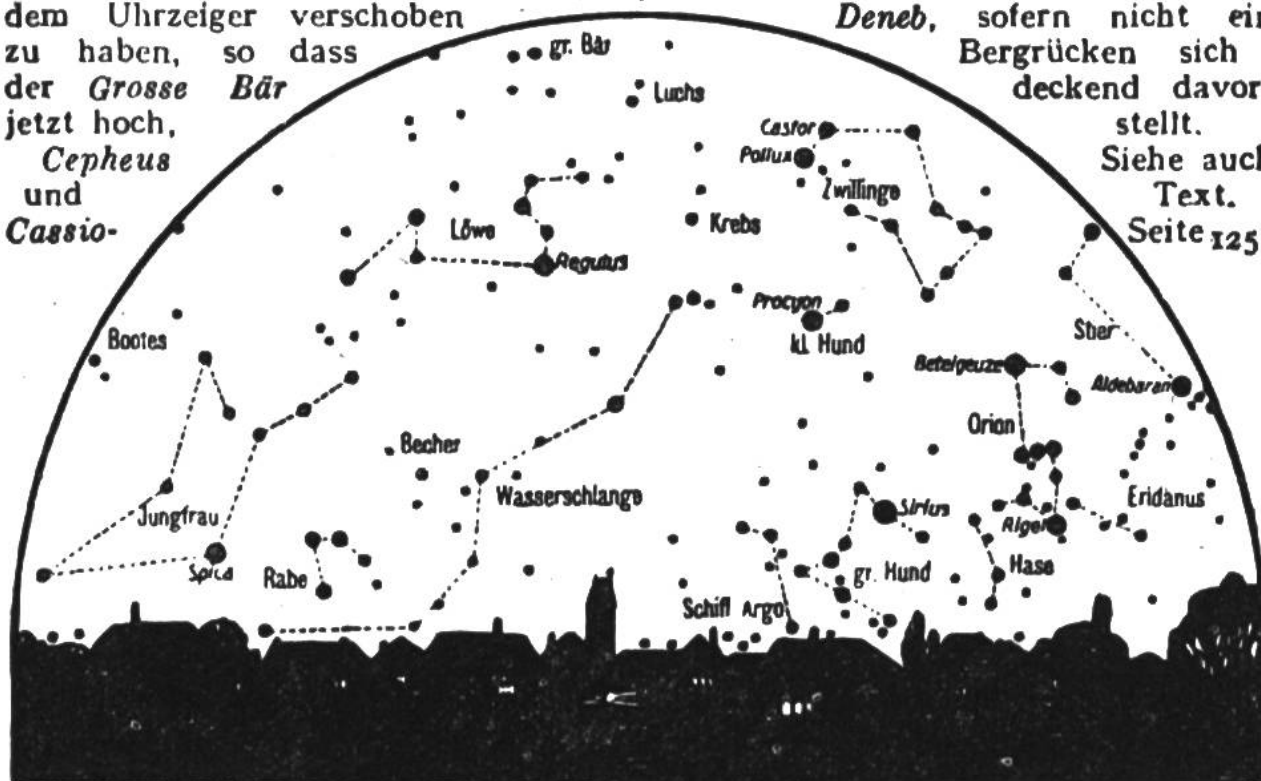 dem Uhrzeiger verschoben
zu haben, so dass
der Grosse Bär
jetzt hoch,
Cepheus
und
Cassio-
Deneb, sofern nicht ein
Bergrücken sich
deckend davor
stellt.
Siehe auch
Text.
Seite 125
gr. Bär
Luchs
Castor
Pollux
Zwillinge
Löwe
Krebs
Regulus
Procyon
kl. Hund
Bootes
Stier
Beteigeuze
Aldebaran
Orion
Becher
Wasserschlange
Eridanus
Jungfrau
Sirius
Rigel
Spica
Rabe
gr. Hund
Hase
Schiff Argo